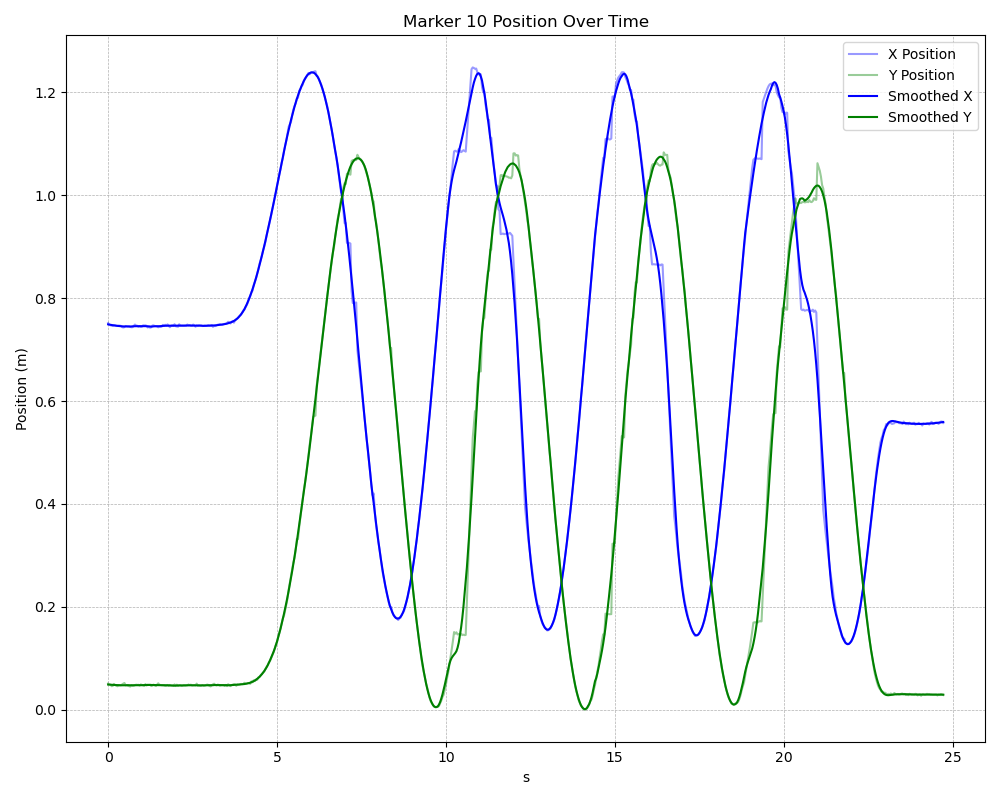 Marker 10 Position Over Time
X Position
Y Position
Smoothed X
Smoothed Y
Position (m)
1.2
1.0
0.8
0.6
0.4
0.2
0.0
0 5 10 15 20 25
s